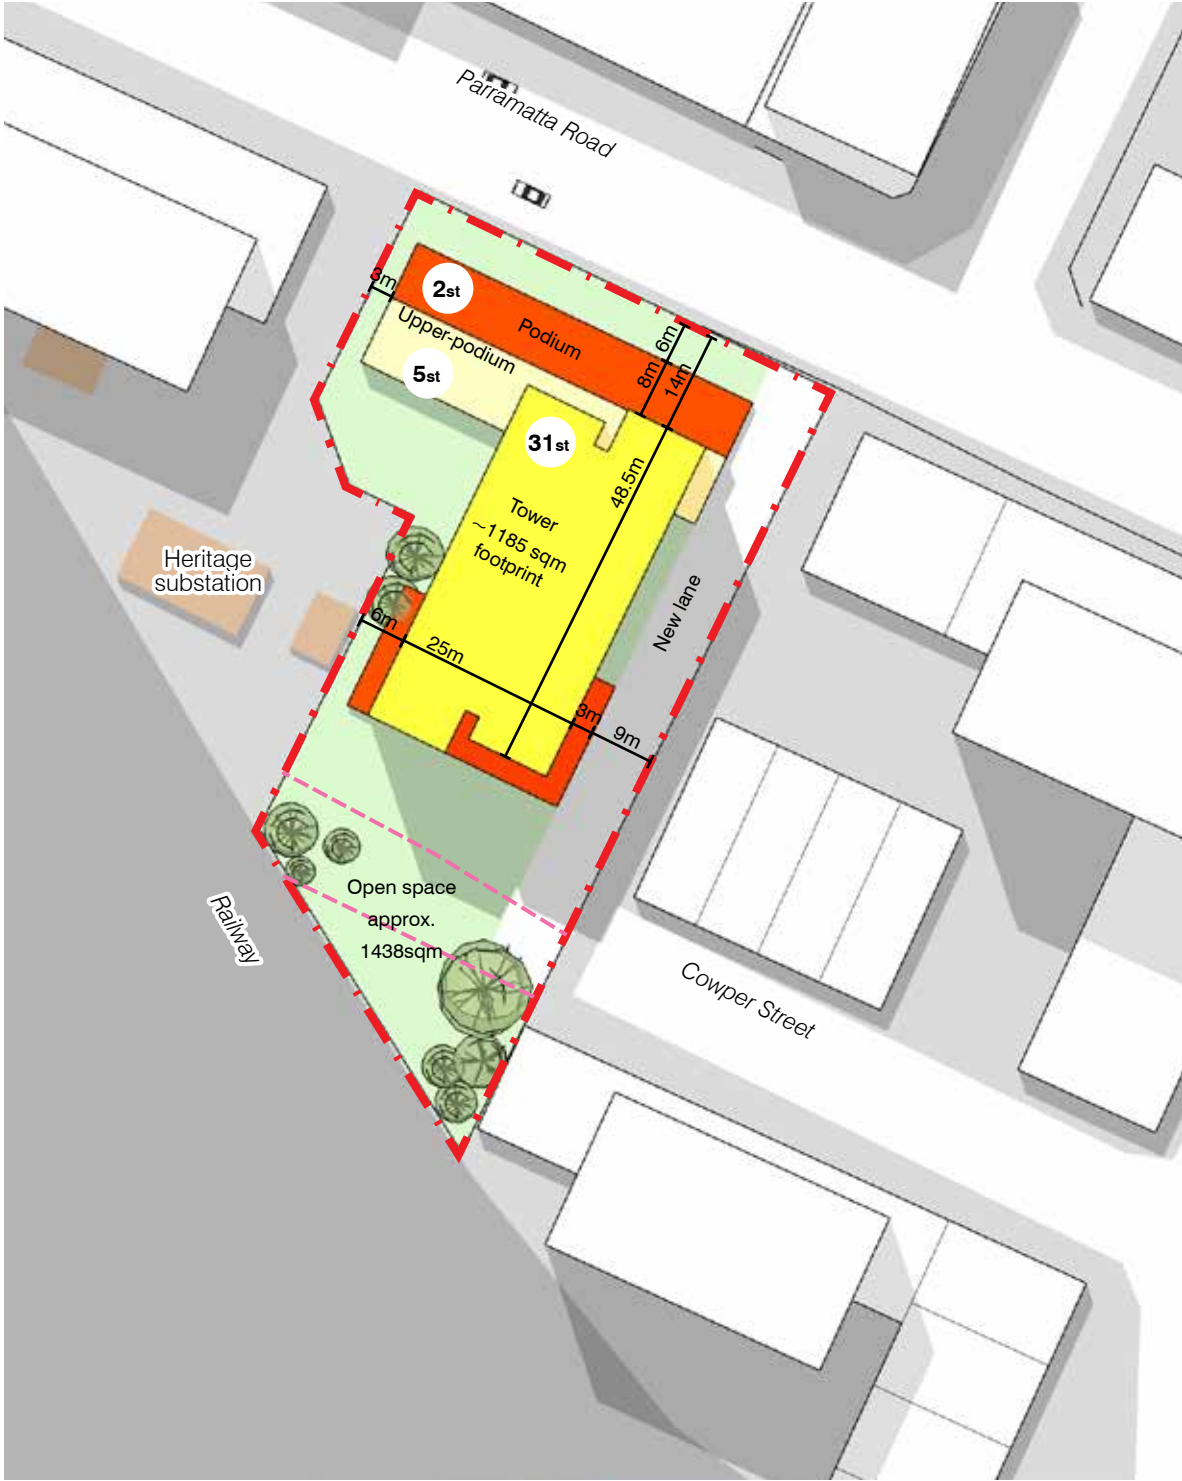 Parramatta Road
3m
2st
Podium
Upper-podium
5st
6m
8m
14m
31st
48.5m
Tower
~1185 sqm
footprint
Heritage
substation
New lane
6m
25m
3m
9m
Open space
approx.
1438sqm
Railway
Cowper Street